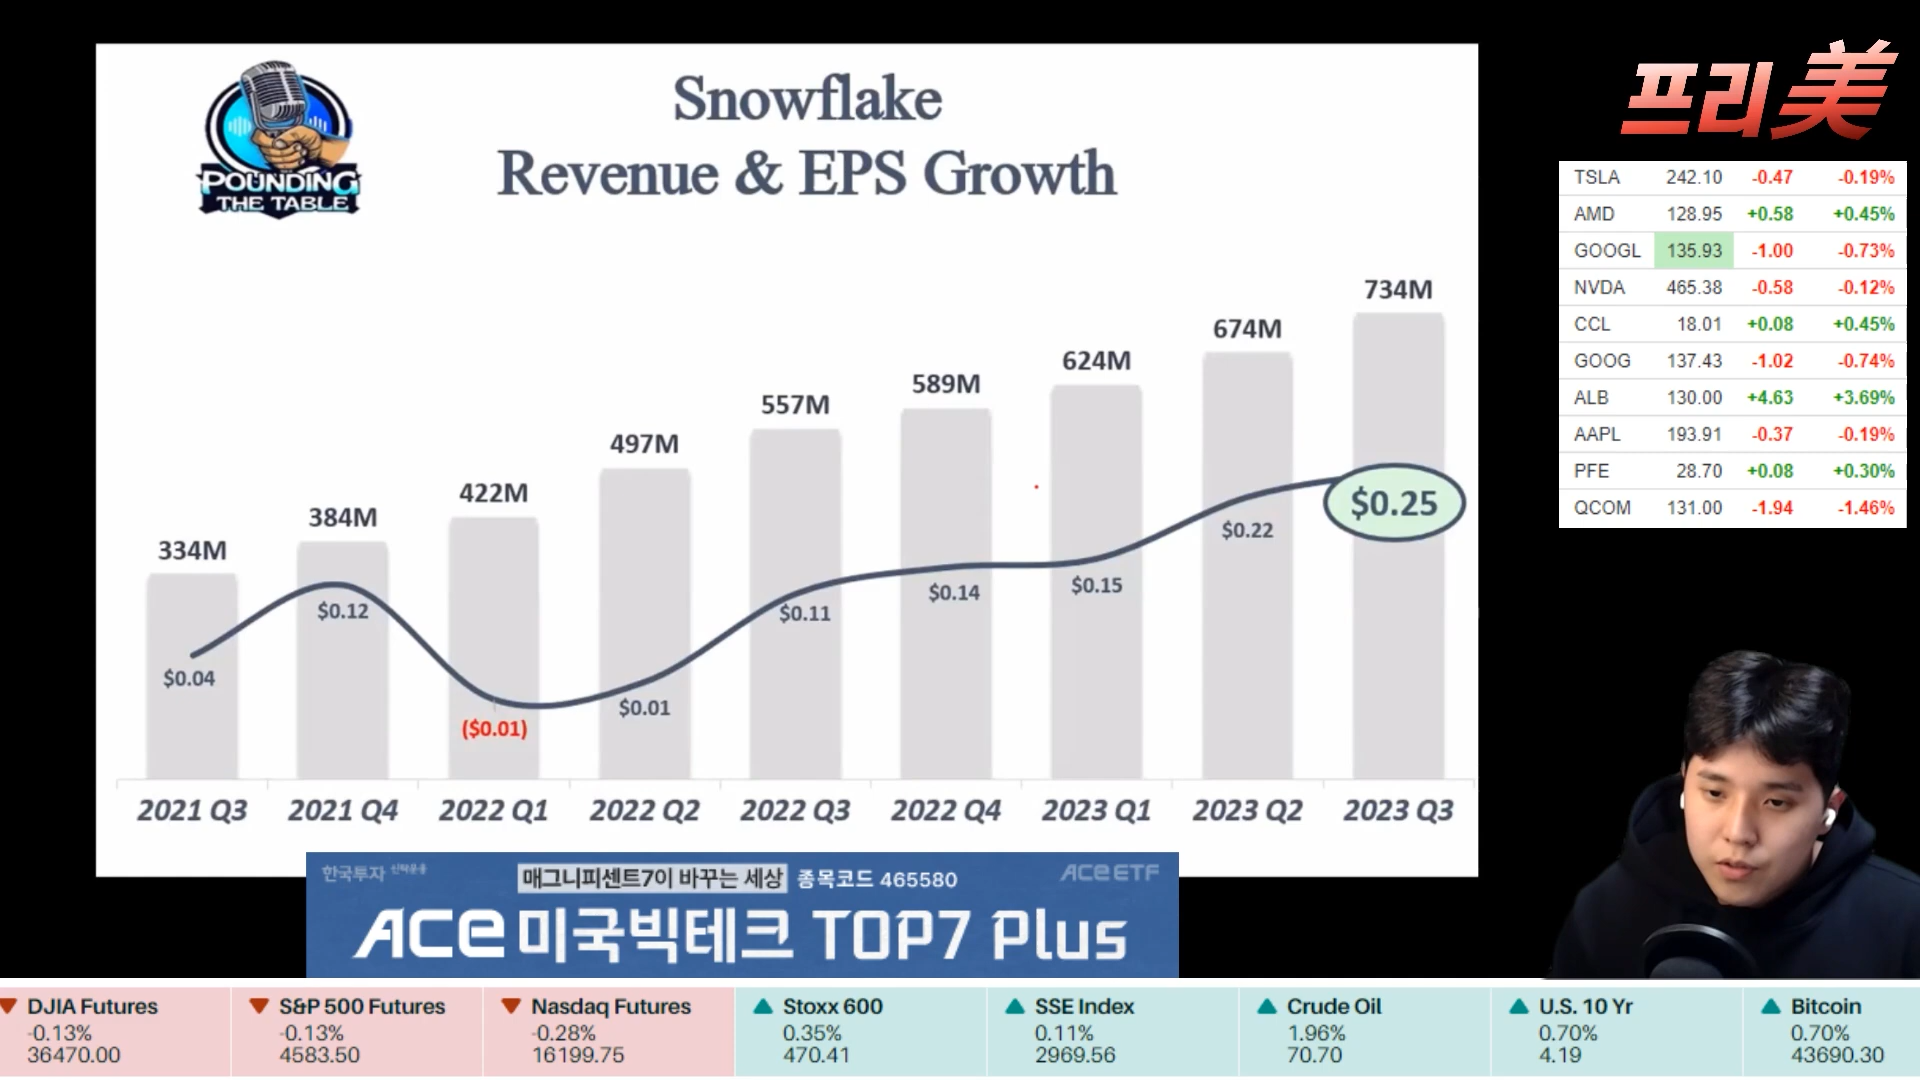 POUNDING
THE TABLE
Snowflake
Revenue & EPS Growth
334M
384M
422M
497M
557M
589M
624M
674M
734M
$0.04
$0.12
($0.01)
$0.01
$0.11
$0.14
$0.15
$0.22
$0.25
2021 Q3
2021 Q4
2022 Q1
2022 Q2
2022 Q3
2022 Q4
2023 Q1
2023 Q2
2023 Q3
프리美
TSLA 242.10 -0.47 -0.19%
AMD 128.95 +0.58 +0.45%
GOOGL 135.93 -1.00 -0.73%
NVDA 465.38 -0.58 -0.12%
CCL 18.01 +0.08 +0.45%
GOOG 137.43 -1.02 -0.74%
ALB 130.00 +4.63 +3.69%
AAPL 193.91 -0.37 -0.19%
PFE 28.70 +0.08 +0.30%
QCOM 131.00 -1.94 -1.46%
한국투자 신탁운용
매그니피센트7이 바꾸는 세상 종목코드 465580
ACE ETF
ACE 미국빅테크 TOP7 Plus
DJIA Futures
-0.13%
36470.00
S&P 500 Futures
-0.13%
4583.50
Nasdaq Futures
-0.28%
16199.75
Stoxx 600
0.35%
470.41
SSE Index
0.11%
2969.56
Crude Oil
1.96%
70.70
U.S. 10 Yr
0.70%
4.19
Bitcoin
0.70%
43690.30